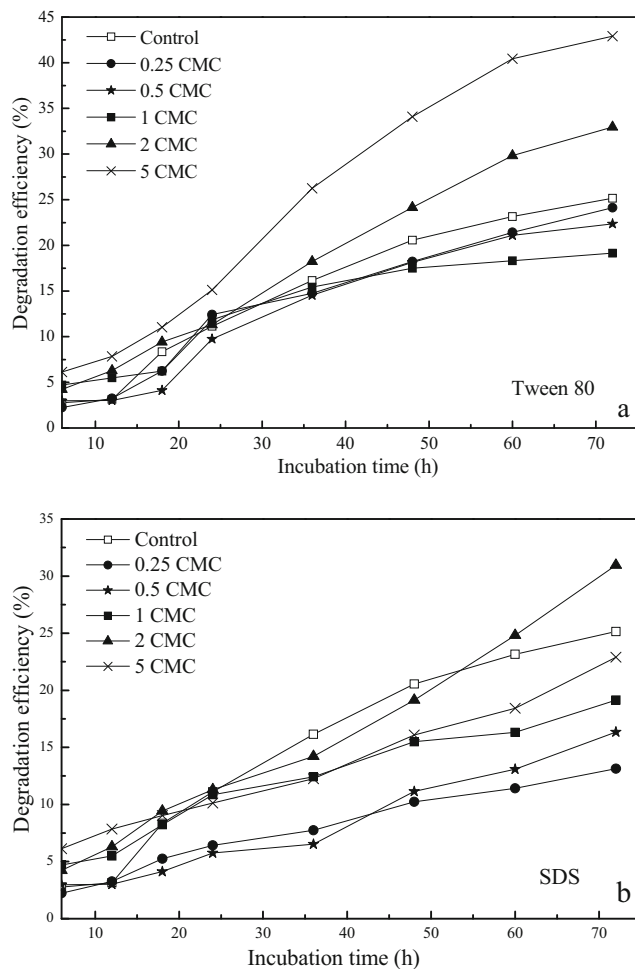 45
40
35
30
25
20
15
10
5
0
Degradation efficiency (%)
Control
0.25 CMC
0.5 CMC
1 CMC
2 CMC
5 CMC
Tween 80
a
10 20 30 40 50 60 70
Incubation time (h)
35
30
25
20
15
10
5
0
Degradation efficiency (%)
Control
0.25 CMC
0.5 CMC
1 CMC
2 CMC
5 CMC
SDS
b
10 20 30 40 50 60 70
Incubation time (h)